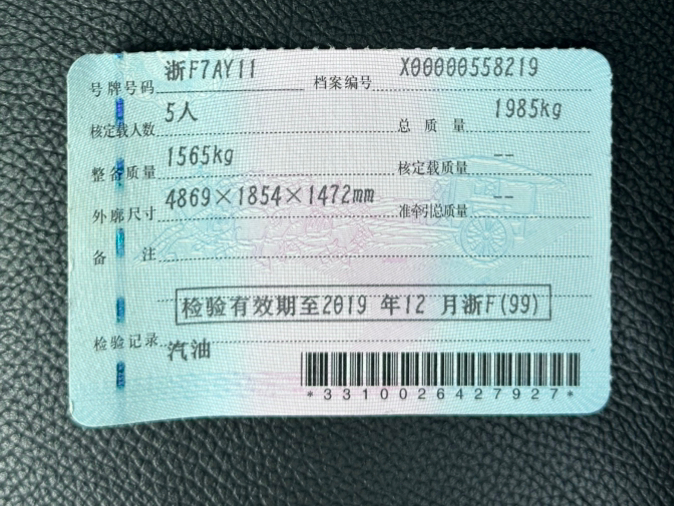 号牌号码 浙F7AY11 档案编号 X00000558219
核定载人数 5人 总质量 1985kg
整备质量 1565kg 核定载质量 --
外廓尺寸 4869×1854×1472mm 准牵引总质量 --
备注
检验有效期至2019 年12 月浙F(99)
检验记录 汽油
*3310026427927*